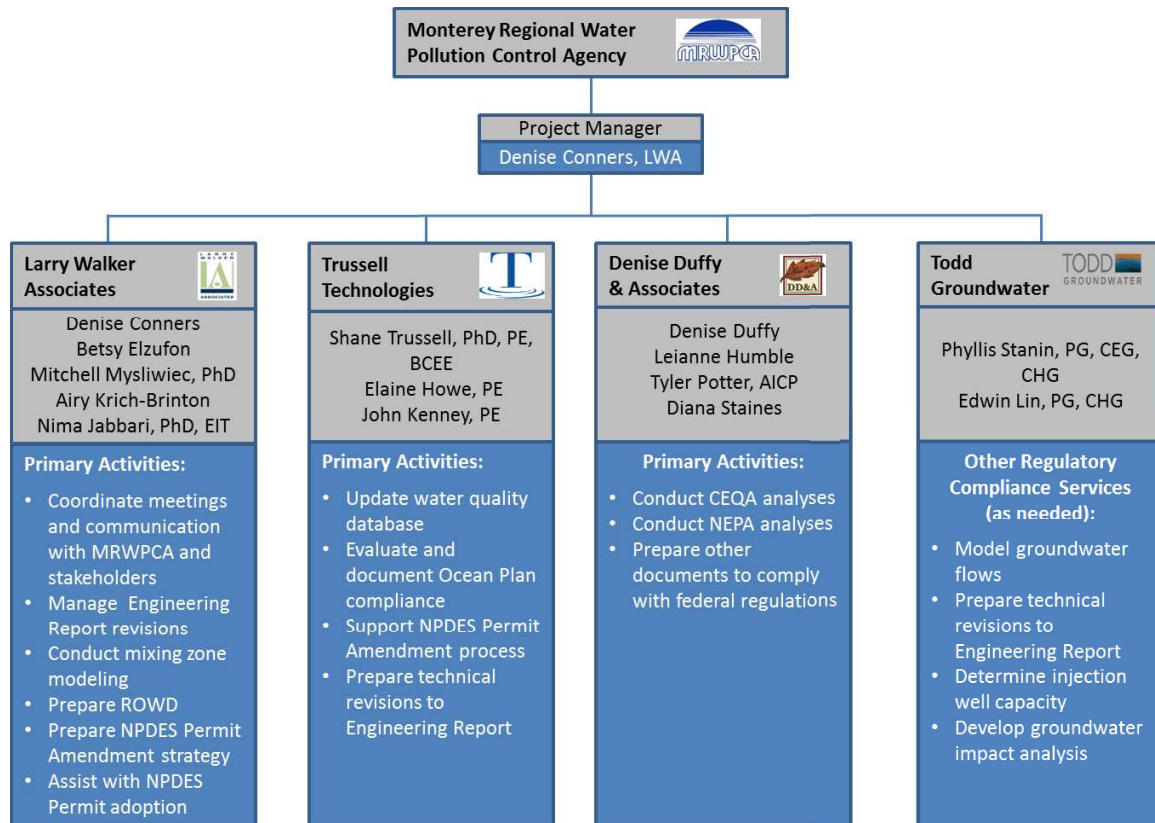 Monterey Regional Water
Pollution Control Agency
MRWPCA
Project Manager
Denise Conners, LWA
Larry Walker
Associates
LARRY
WALKER
LA
ASSOCIATES
Denise Conners
Betsy Elzufon
Mitchell Mysliwiec, PhD
Airy Krich-Brinton
Nima Jabbari, PhD, EIT
Primary Activities:
• Coordinate meetings
and communication
with MRWPCA and
stakeholders
• Manage Engineering
Report revisions
• Conduct mixing zone
modeling
• Prepare ROWD
• Prepare NPDES Permit
Amendment strategy
• Assist with NPDES
Permit adoption
Trussell
Technologies
T
Shane Trussell, PhD, PE,
BCEE
Elaine Howe, PE
John Kenney, PE
Primary Activities:
• Update water quality
database
• Evaluate and
document Ocean Plan
compliance
• Support NPDES Permit
Amendment process
• Prepare technical
revisions to
Engineering Report
Denise Duffy
& Associates
DD&A
Denise Duffy
Leianne Humble
Tyler Potter, AICP
Diana Staines
Primary Activities:
• Conduct CEQA analyses
• Conduct NEPA analyses
• Prepare other
documents to comply
with federal regulations
Todd
Groundwater
TODD
GROUNDWATER
Phyllis Stanin, PG, CEG,
CHG
Edwin Lin, PG, CHG
Other Regulatory
Compliance Services
(as needed):
• Model groundwater
flows
• Prepare technical
revisions to
Engineering Report
• Determine injection
well capacity
• Develop groundwater
impact analysis